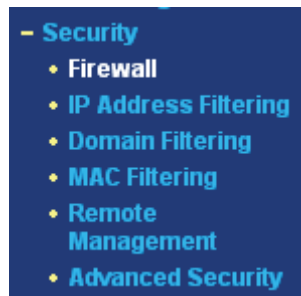 – Security
• Firewall
• IP Address Filtering
• Domain Filtering
• MAC Filtering
• Remote
Management
• Advanced Security